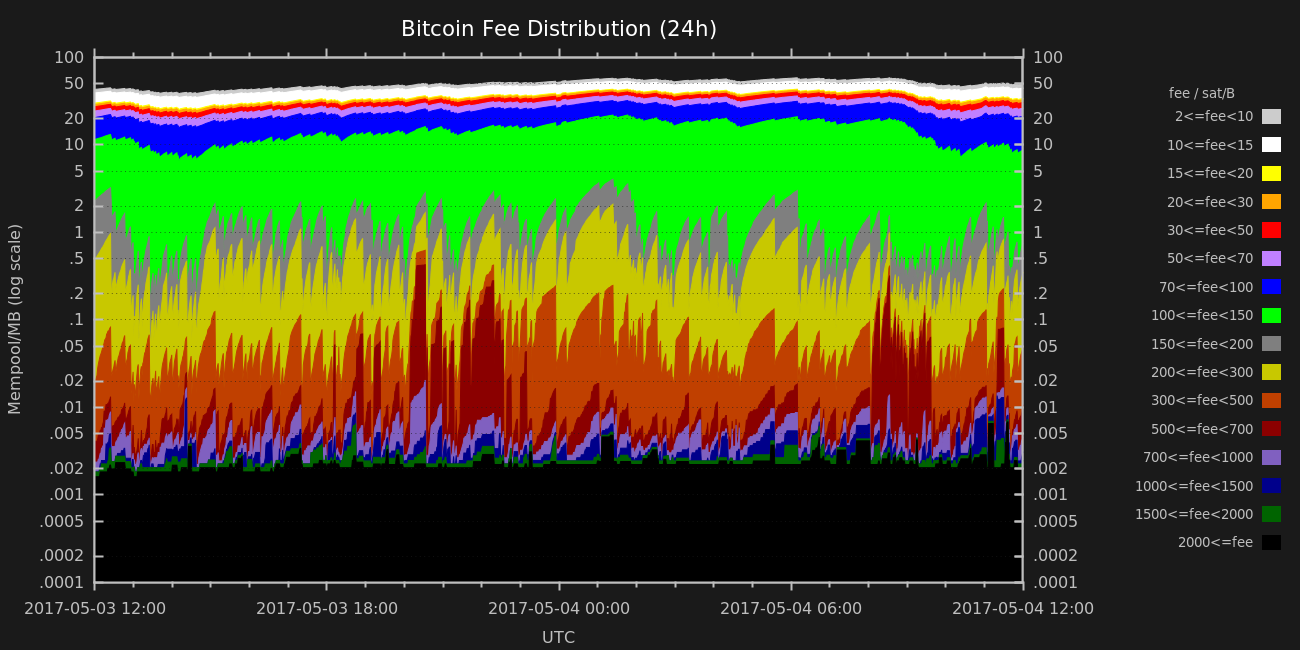 Bitcoin Fee Distribution (24h)
100
50
20
10
5
2
1
.5
.2
.1
.05
.02
.01
.005
.002
.001
.0005
.0002
.0001
Mempool/MB (log scale)
100
50
20
10
5
2
1
.5
.2
.1
.05
.02
.01
.005
.002
.001
.0005
.0002
.0001
fee / sat/B
2<=fee<10
10<=fee<15
15<=fee<20
20<=fee<30
30<=fee<50
50<=fee<70
70<=fee<100
100<=fee<150
150<=fee<200
200<=fee<300
300<=fee<500
500<=fee<700
700<=fee<1000
1000<=fee<1500
1500<=fee<2000
2000<=fee
2017-05-03 12:00 2017-05-03 18:00 2017-05-04 00:00 2017-05-04 06:00 2017-05-04 12:00
UTC